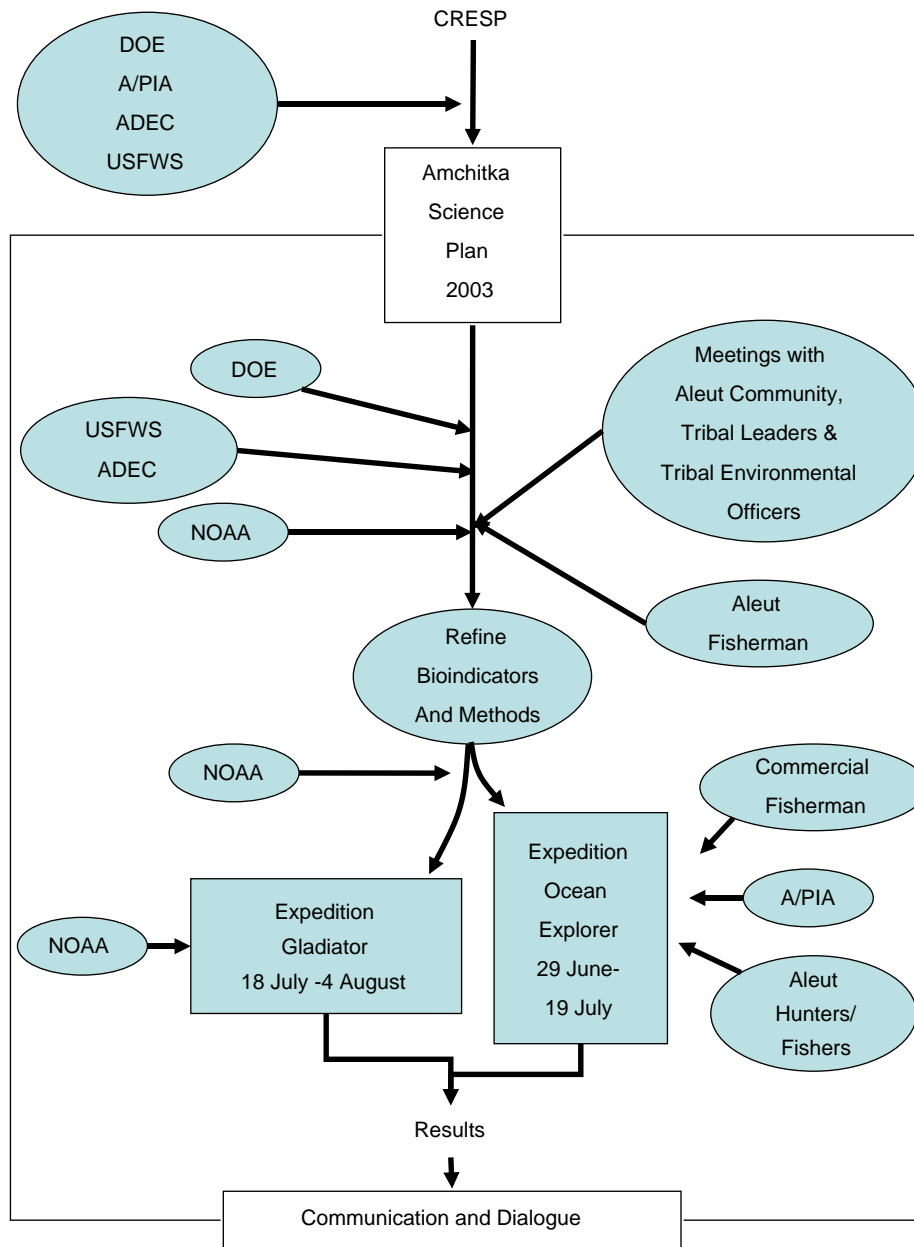 CRESP
DOE
A/PIA
ADEC
USFWS
Amchitka
Science
Plan
2003
DOE
USFWS
ADEC
NOAA
Meetings with
Aleut Community,
Tribal Leaders &
Tribal Environmental
Officers
Aleut
Fisherman
Refine
Bioindicators
And Methods
NOAA
Commercial
Fisherman
Expedition
Ocean
Explorer
29 June-
19 July
A/PIA
Expedition
Gladiator
18 July -4 August
NOAA
Aleut
Hunters/
Fishers
Results
Communication and Dialogue